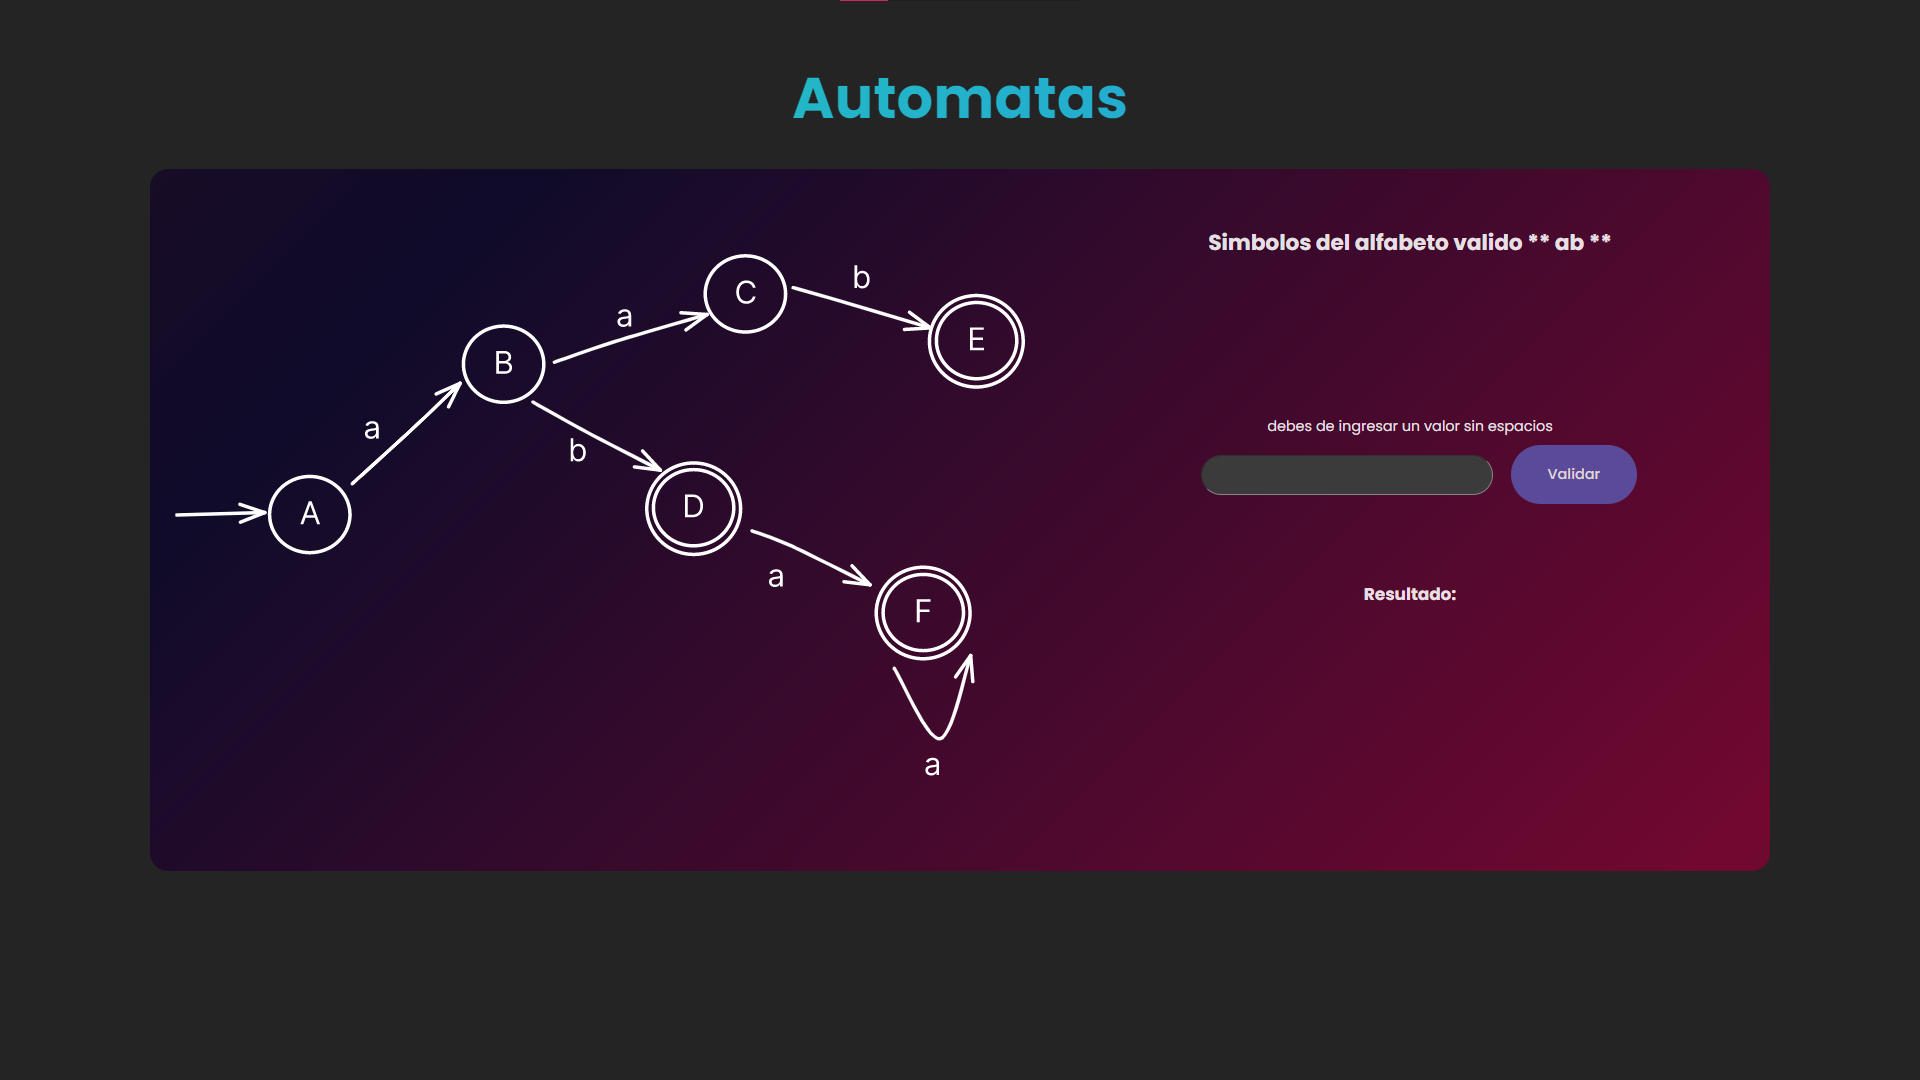 Automatas
Simbolos del alfabeto valido ** ab **
C
b
a
E
B
debes de ingresar un valor sin espacios
a
b
Validar
D
A
a
Resultado:
F
a